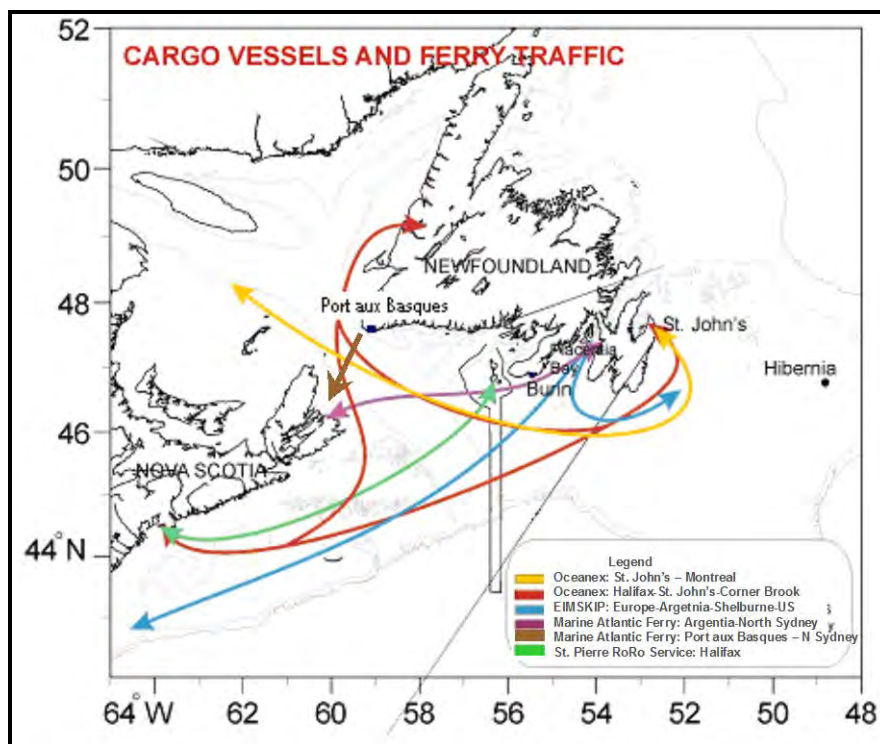 CARGO VESSELS AND FERRY TRAFFIC
52
50
48
46
44°N
NEWFOUNDLAND
Port aux Basques
St. John's
Placentia
Bay
Burin
Hibernia
NOVA SCOTIA
Legend
Oceanex: St. John's – Montreal
Oceanex: Halifax-St. John's-Corner Brook
EIMSKIP: Europe-Argetnia-Shelburne-US
Marine Atlantic Ferry: Argentia-North Sydney
Marine Atlantic Ferry: Port aux Basques – N Sydney
St. Pierre RoRo Service: Halifax
64°W 62 60 58 56 54 52 50 48